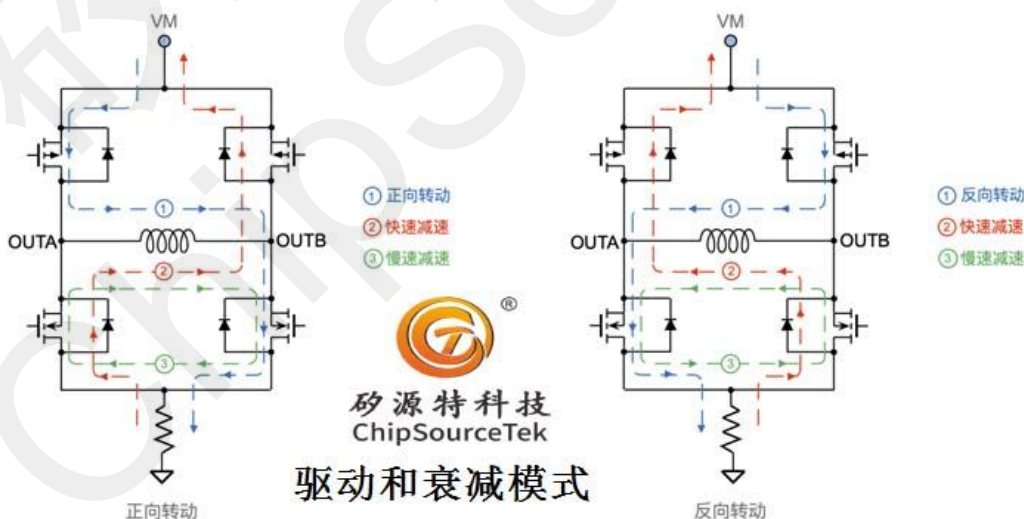 VM
VM
① 正向转动
② 快速减速
③ 慢速减速
① 反向转动
② 快速减速
③ 慢速减速
①
①
OUTA
OUTB
OUTA
OUTB
②
②
③
③
®
矽源特科技
ChipSourceTek
驱动和衰减模式
正向转动
反向转动
ChipSo